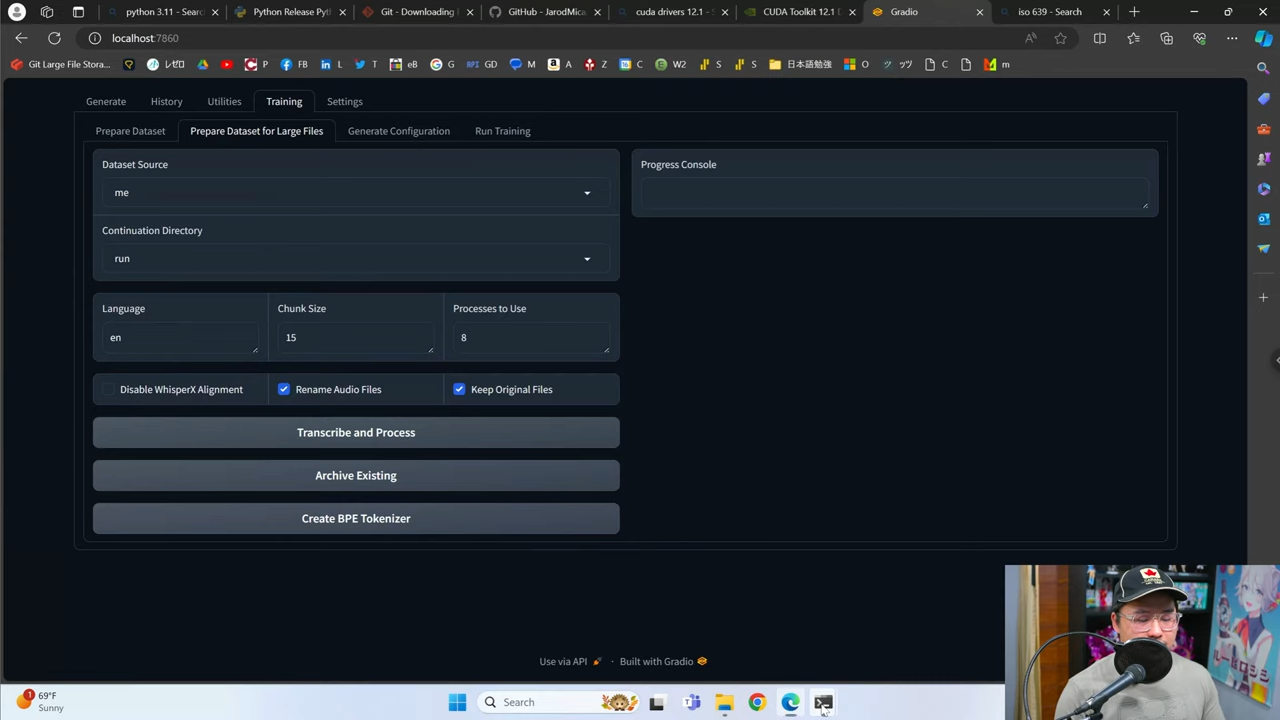 python 3.11 - Sear
Python Release Pyt
Git - Downloading
GitHub - JarodMica
cuda drivers 12.1 -
CUDA Toolkit 12.1
Gradio
iso 639 - Search
localhost:7860
Git Large File Stora...
レゼロ
P
FB
L
T
eB
G
GD
M
A
Z
C
W2
S
S
日本語勉強
O
ッツ
C
m
Generate
History
Utilities
Training
Settings
Prepare Dataset
Prepare Dataset for Large Files
Generate Configuration
Run Training
Dataset Source
Progress Console
me
Continuation Directory
run
Language
Chunk Size
Processes to Use
en
15
8
Disable WhisperX Alignment
Rename Audio Files
Keep Original Files
Transcribe and Process
Archive Existing
Create BPE Tokenizer
Use via API
·
Built with Gradio
1
69°F
Sunny
Search